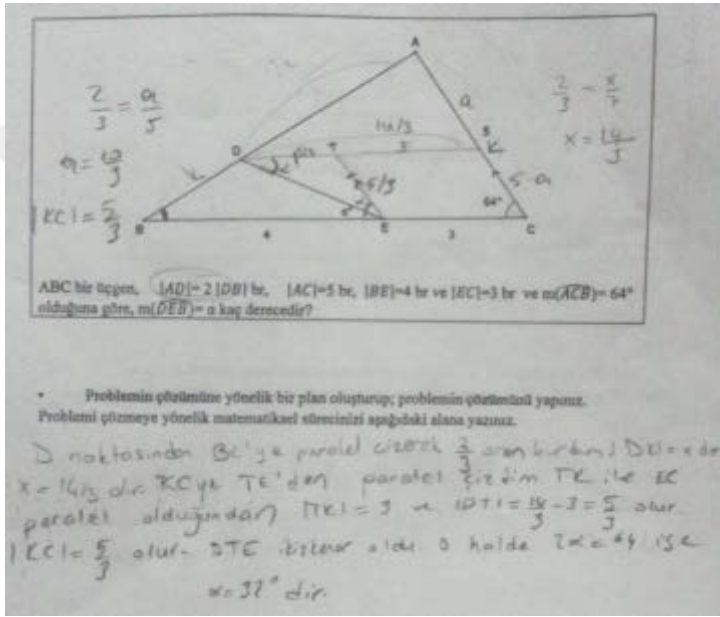 A
2/3 = a/5
a = 10/3
|KC| = 5/3
2/3 = x/7
x = 14/3
a
14/3
D
T
3
5/3
5/3
5-a
64°
B
4
E
3
C
ABC bir üçgen, |AD|= 2 |DB| br, |AC|=5 br, |BE|=4 br ve |EC|=3 br ve m(ACB)= 64°
olduğuna göre, m(DEB)= α kaç derecedir?
• Problemin çözümüne yönelik bir plan oluşturup; problemin çözümünü yapınız.
Problemi çözmeye yönelik matematiksel sürecinizi aşağıdaki alana yazınız.
D noktasından BC'ye paralel çizerek 2/3 oran kurdum |DK|=x de
x = 14/3 dir. KC ye TE'den paralel çizdim TK ile EC
paralel olduğundan |TK| = 3 ve |DT| = 14/3 - 3 = 5/3 olur.
|KC| = 5/3 olur. DTE ikizkenar oldu. O halde 2α = 64 ise
α = 32° dir.